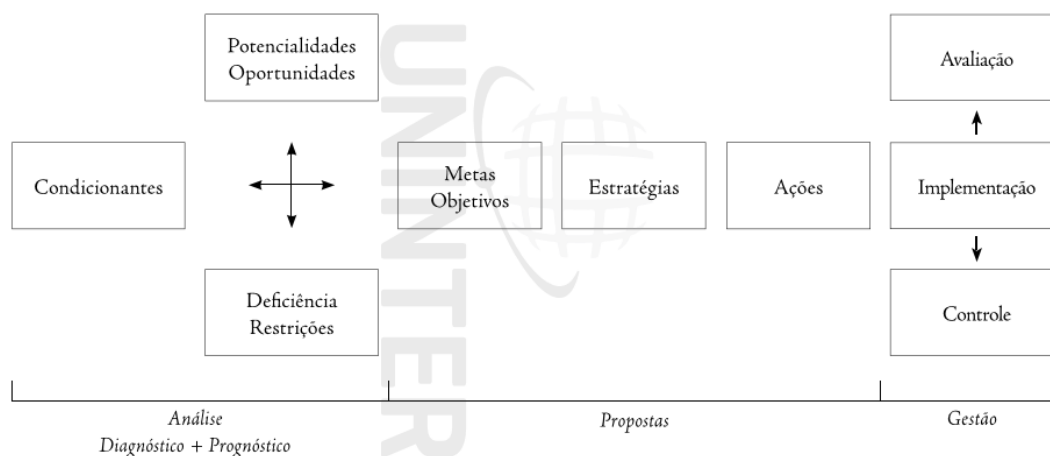 Potencialidades
Oportunidades
Condicionantes
Deficiência
Restrições
Metas
Objetivos
Estratégias
Ações
Avaliação
Implementação
Controle
Análise
Diagnóstico + Prognóstico
Propostas
Gestão
UNINTER